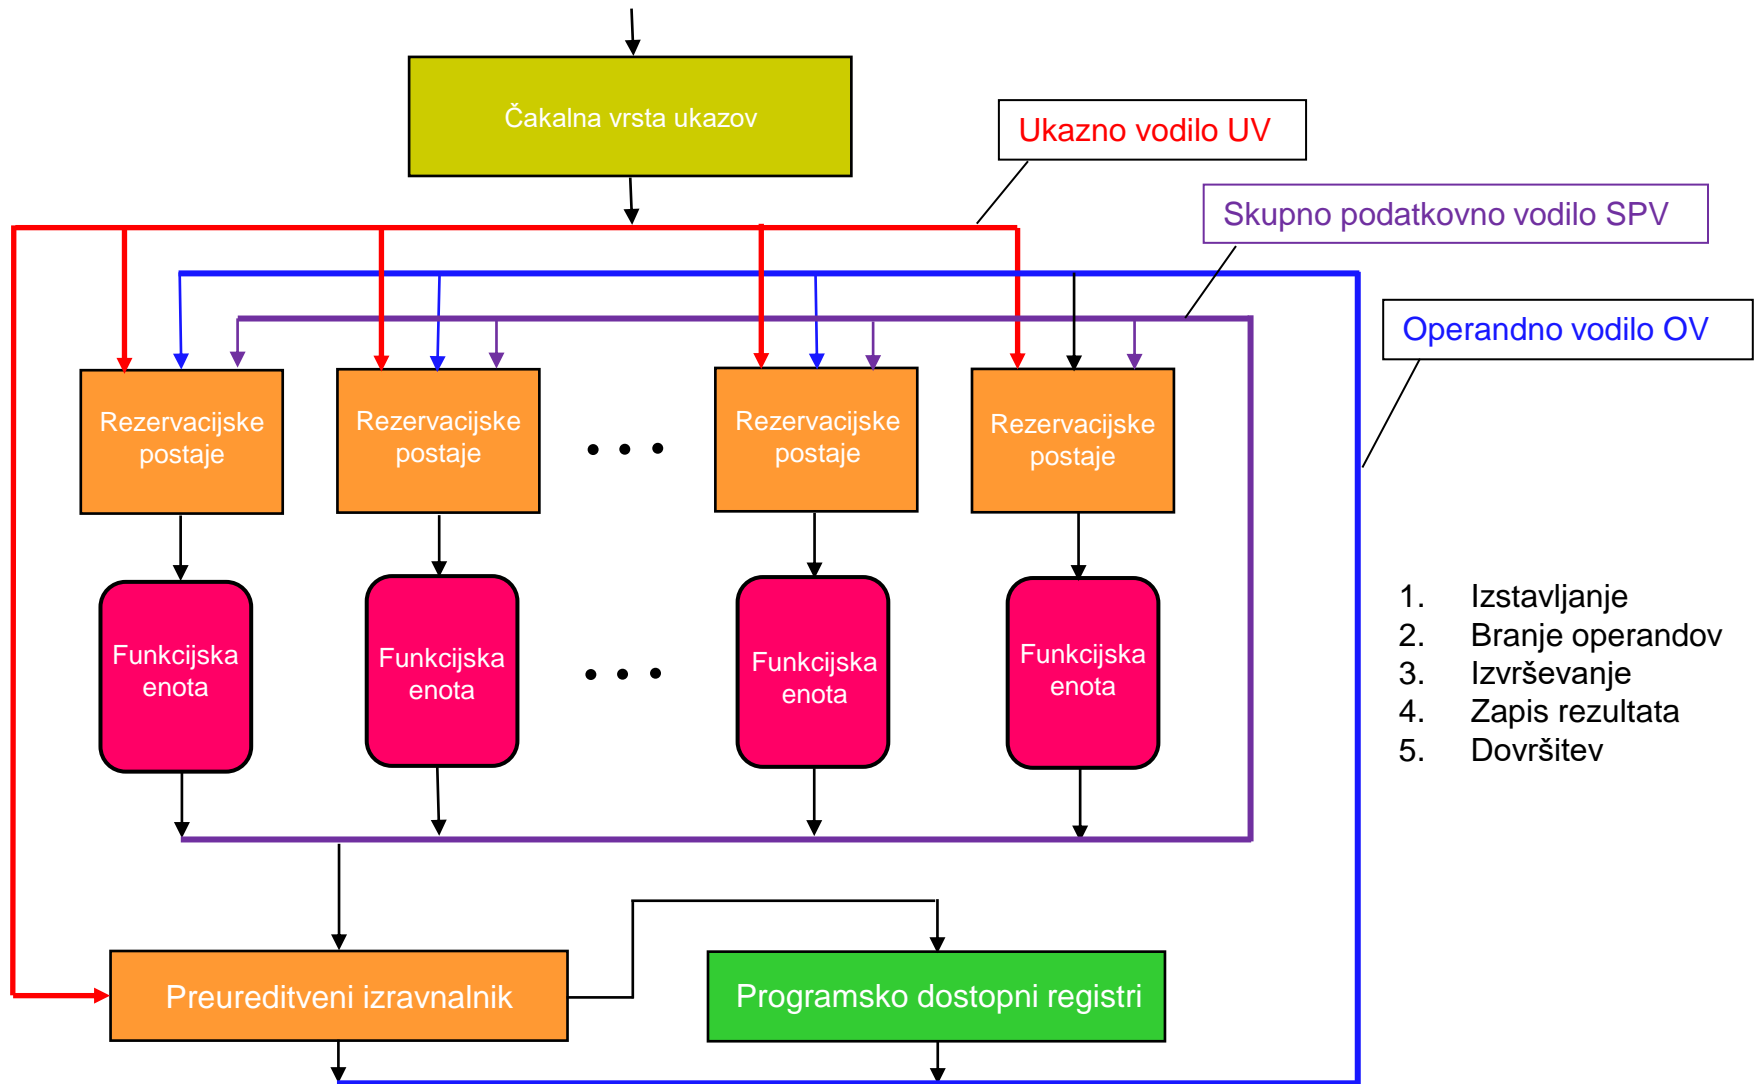 Čakalna vrsta ukazov
Ukazno vodilo UV
Skupno podatkovno vodilo SPV
Operandno vodilo OV
Rezervacijske
postaje
Rezervacijske
postaje
Rezervacijske
postaje
Rezervacijske
postaje
Funkcijska
enota
Funkcijska
enota
Funkcijska
enota
Funkcijska
enota
1. Izstavljanje
2. Branje operandov
3. Izvrševanje
4. Zapis rezultata
5. Dovršitev
Preureditveni izravnalnik
Programsko dostopni registri